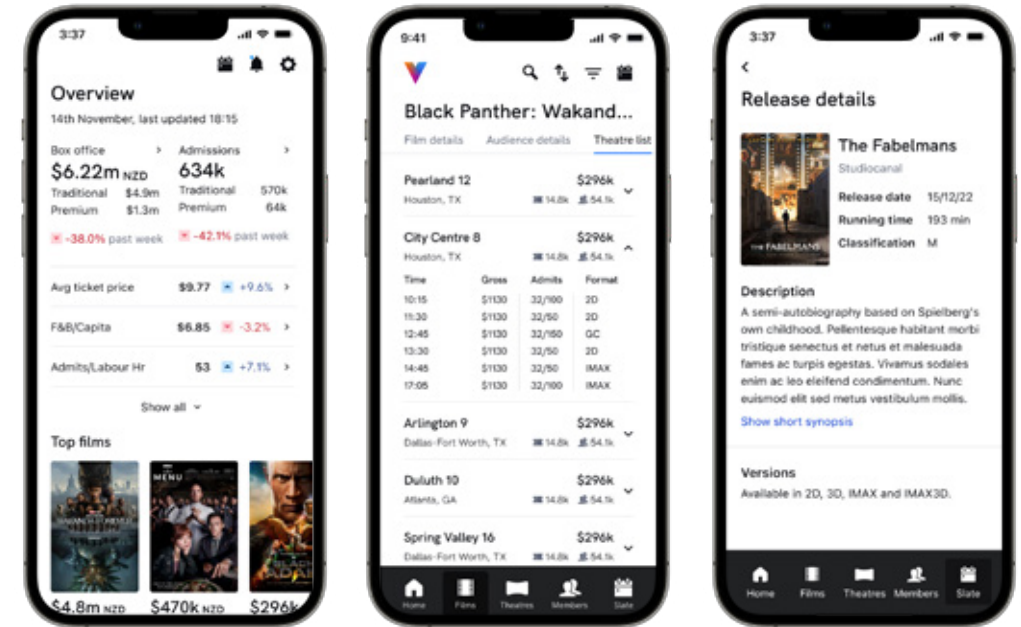 3:37
Overview
14th November, last updated 18:15
Box office
$6.22m NZD
Traditional $4.9m
Premium $1.3m
-38.0% past week
Admissions
634k
Traditional 570k
Premium 64k
-42.1% past week
Avg ticket price $9.77 +9.6%
F&B/Capita $6.85 -3.2%
Admits/Labour Hr 53 +7.1%
Show all
Top films
WAKANDA FOREVER
MENU
BLACK ADAM
$4.8m NZD $470k NZD $296k
9:41
Black Panther: Wakand...
Film details Audience details Theatre list
Pearland 12 $296k
Houston, TX 14.8k 54.1k
City Centre 8 $296k
Houston, TX 14.8k 54.1k
Time Gross Admits Format
10:15 $1130 32/100 2D
11:30 $1130 32/50 2D
12:45 $1130 32/150 GC
13:30 $1130 32/50 2D
14:45 $1130 32/50 IMAX
17:05 $1130 32/100 IMAX
Arlington 9 $296k
Dallas-Fort Worth, TX 14.8k 54.1k
Duluth 10 $296k
Atlanta, GA 14.8k 54.1k
Spring Valley 16 $296k
Dallas-Fort Worth, TX 14.8k 54.1k
Home Films Theatres Members Slate
3:37
Release details
THE FABELMANS
The Fabelmans
Studiocanal
Release date 15/12/22
Running time 193 min
Classification M
Description
A semi-autobiography based on Spielberg's
own childhood. Pellentesque habitant morbi
tristique senectus et netus et malesuada
fames ac turpis egestas. Vivamus sodales
enim ac leo eleifend condimentum. Nunc
euismod elit sed metus vestibulum mollis.
Show short synopsis
Versions
Available in 2D, 3D, IMAX and IMAX3D.
Home Films Theatres Members Slate